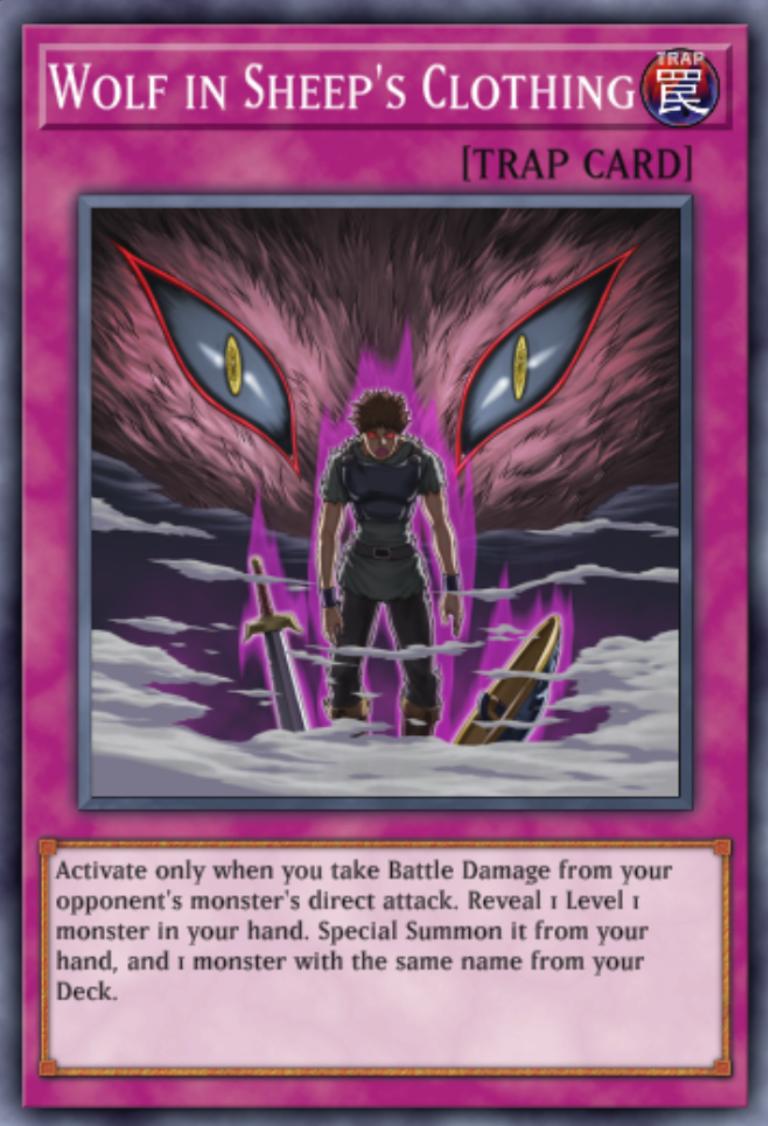 WOLF IN SHEEP'S CLOTHING
TRAP
罠
[TRAP CARD]
Activate only when you take Battle Damage from your
opponent's monster's direct attack. Reveal 1 Level 1
monster in your hand. Special Summon it from your
hand, and 1 monster with the same name from your
Deck.